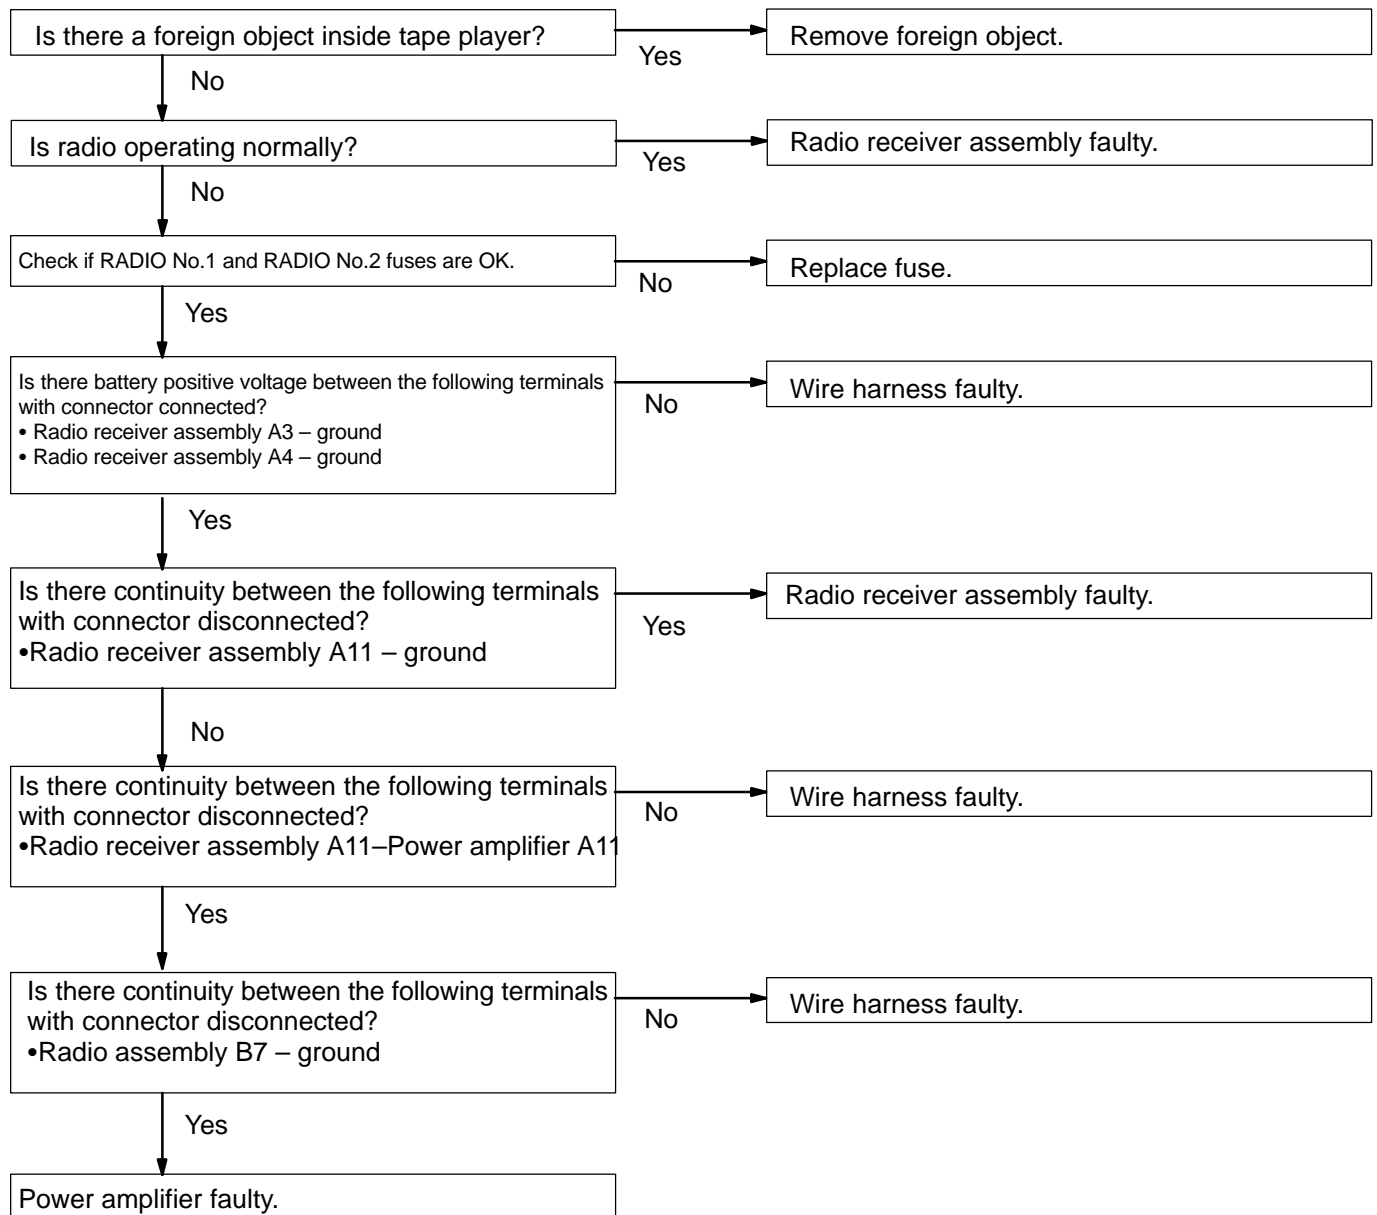 Is there a foreign object inside tape player?
Yes
Remove foreign object.
No
Is radio operating normally?
Yes
Radio receiver assembly faulty.
No
Check if RADIO No.1 and RADIO No.2 fuses are OK.
No
Replace fuse.
Yes
Is there battery positive voltage between the following terminals
with connector connected?
• Radio receiver assembly A3 – ground
• Radio receiver assembly A4 – ground
No
Wire harness faulty.
Yes
Is there continuity between the following terminals
with connector disconnected?
•Radio receiver assembly A11 – ground
Yes
Radio receiver assembly faulty.
No
Is there continuity between the following terminals
with connector disconnected?
•Radio receiver assembly A11–Power amplifier A11
No
Wire harness faulty.
Yes
Is there continuity between the following terminals
with connector disconnected?
•Radio assembly B7 – ground
No
Wire harness faulty.
Yes
Power amplifier faulty.